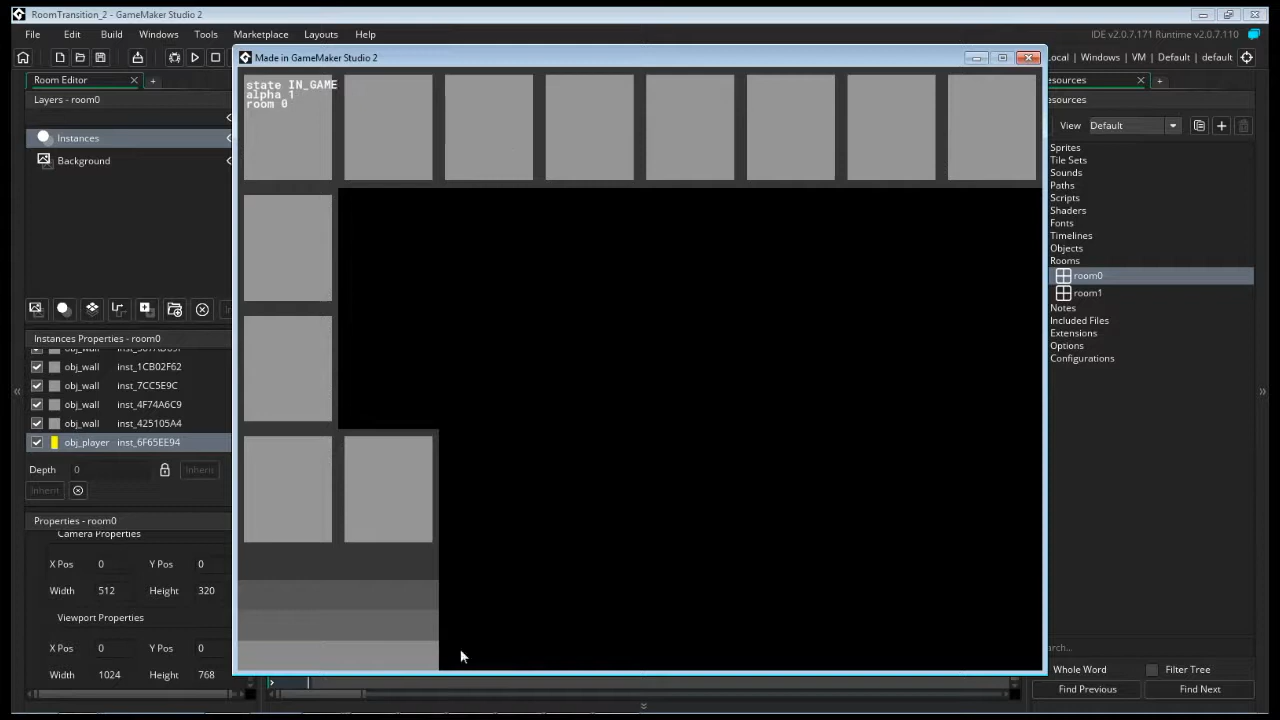 RoomTransition_2 - GameMaker Studio 2
File Edit Build Windows Tools Marketplace Layouts Help
IDE v2.0.7.171 Runtime v2.0.7.110
Made in GameMaker Studio 2
ocal | Windows | VM | Default | default
Room Editor
esources
Layers - room0
esources
state IN_GAME
alpha 1
room 0
View Default
Instances
Background
Sprites
Tile Sets
Sounds
Paths
Scripts
Shaders
Fonts
Timelines
Objects
Rooms
room0
room1
Notes
Included Files
Extensions
Options
Configurations
Instances Properties - room0
obj_wall inst_1CB02F62
obj_wall inst_7CC5E9C
obj_wall inst_4F74A6C9
obj_wall inst_425105A4
obj_player inst_6F65EE94
Depth 0 Inherit
Inherit
Properties - room0
Camera Properties
X Pos 0 Y Pos 0
Width 512 Height 320
Viewport Properties
X Pos 0 Y Pos 0
Width 1024 Height 768
arch...
Whole Word Filter Tree
Find Previous Find Next